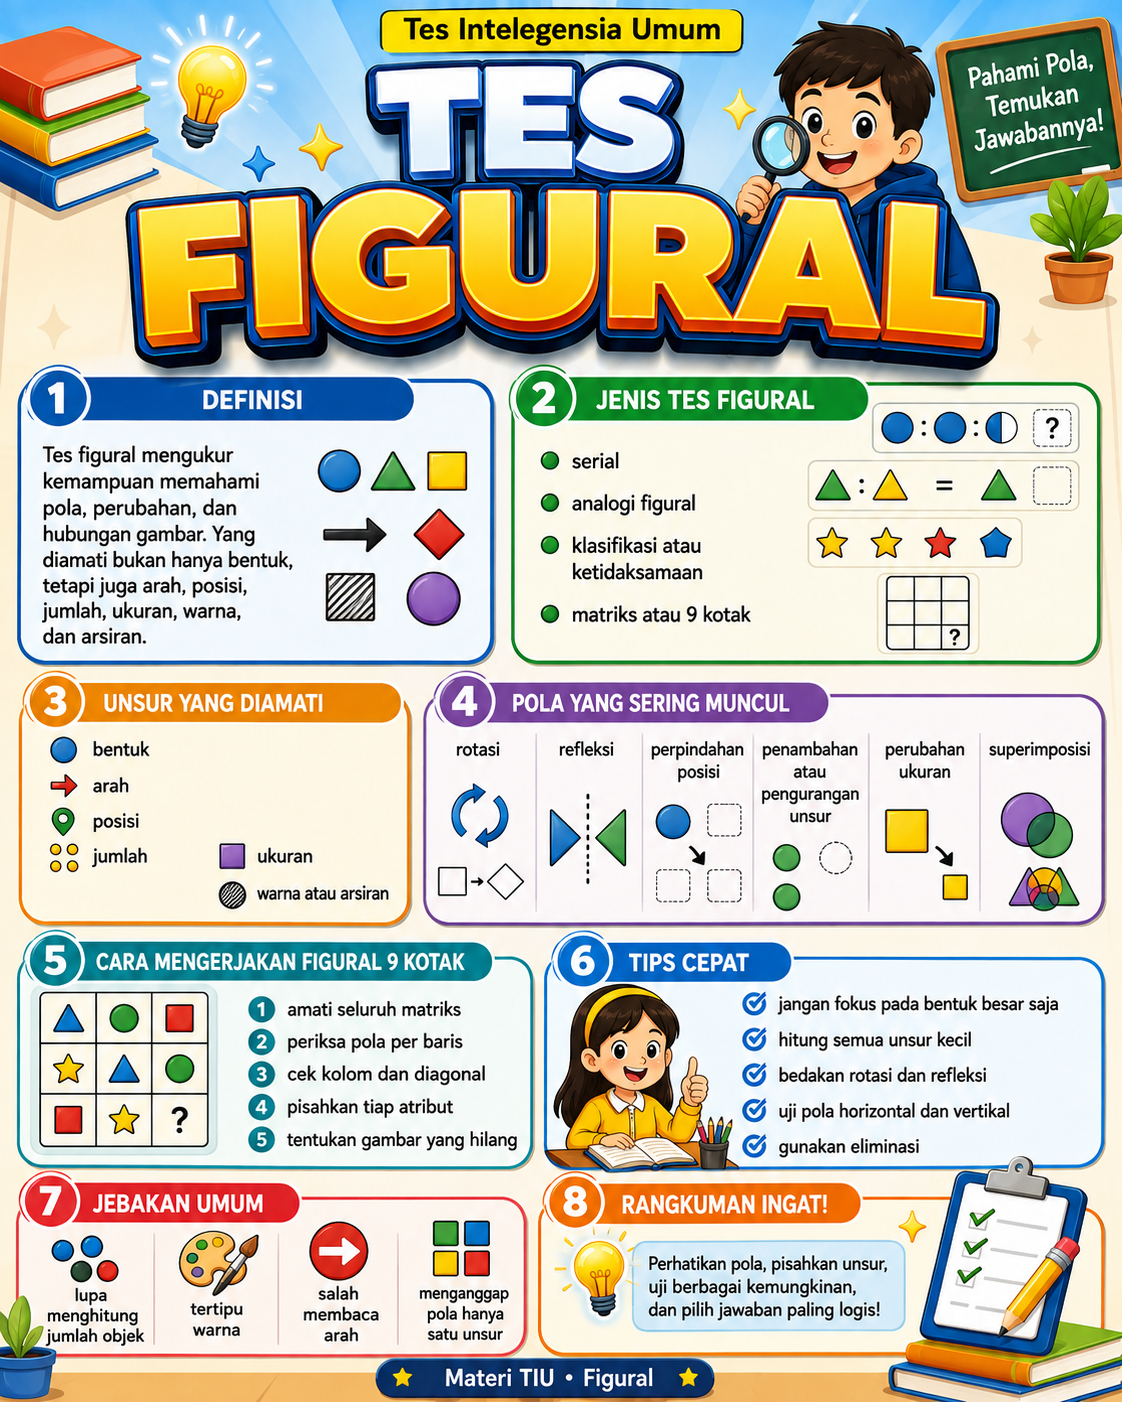 Tes Intelegensia Umum
TES
FIGURAL
Pahami Pola,
Temukan
Jawabannya!
1
DEFINISI
Tes figural mengukur
kemampuan memahami
pola, perubahan, dan
hubungan gambar. Yang
diamati bukan hanya bentuk,
tetapi juga arah, posisi,
jumlah, ukuran, warna,
dan arsiran.
2
JENIS TES FIGURAL
serial
analogi figural
klasifikasi atau
ketidaksamaan
matriks atau 9 kotak
: : ?
: =
?
3
UNSUR YANG DIAMATI
bentuk
arah
posisi
jumlah
ukuran
warna atau arsiran
4
POLA YANG SERING MUNCUL
rotasi
refleksi
perpindahan
posisi
penambahan
atau
pengurangan
unsur
perubahan
ukuran
superimposisi
5
CARA MENGERJAKAN FIGURAL 9 KOTAK
?
1 amati seluruh matriks
2 periksa pola per baris
3 cek kolom dan diagonal
4 pisahkan tiap atribut
5 tentukan gambar yang hilang
6
TIPS CEPAT
jangan fokus pada bentuk besar saja
hitung semua unsur kecil
bedakan rotasi dan refleksi
uji pola horizontal dan vertikal
gunakan eliminasi
7
JEBAKAN UMUM
lupa
menghitung
jumlah objek
tertipu
warna
salah
membaca
arah
menganggap
pola hanya
satu unsur
8
RANGKUMAN INGAT!
Perhatikan pola, pisahkan unsur,
uji berbagai kemungkinan,
dan pilih jawaban paling logis!
Materi TIU • Figural